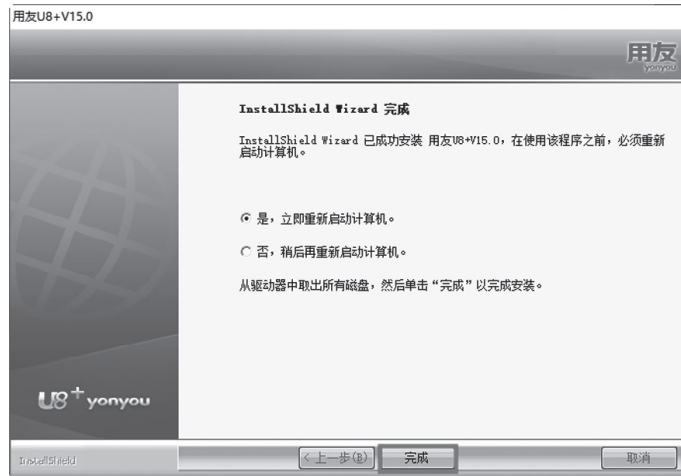 用友U8+V15.0
用友
yonyou
InstallShield Wizard 完成
InstallShield Wizard 已成功安装 用友U8+V15.0，在使用该程序之前，必须重新
启动计算机。
是，立即重新启动计算机。
否，稍后再重新启动计算机。
从驱动器中取出所有磁盘，然后单击“完成”以完成安装。
U8+ yonyou
InstallShield
<上一步(B) 完成 取消